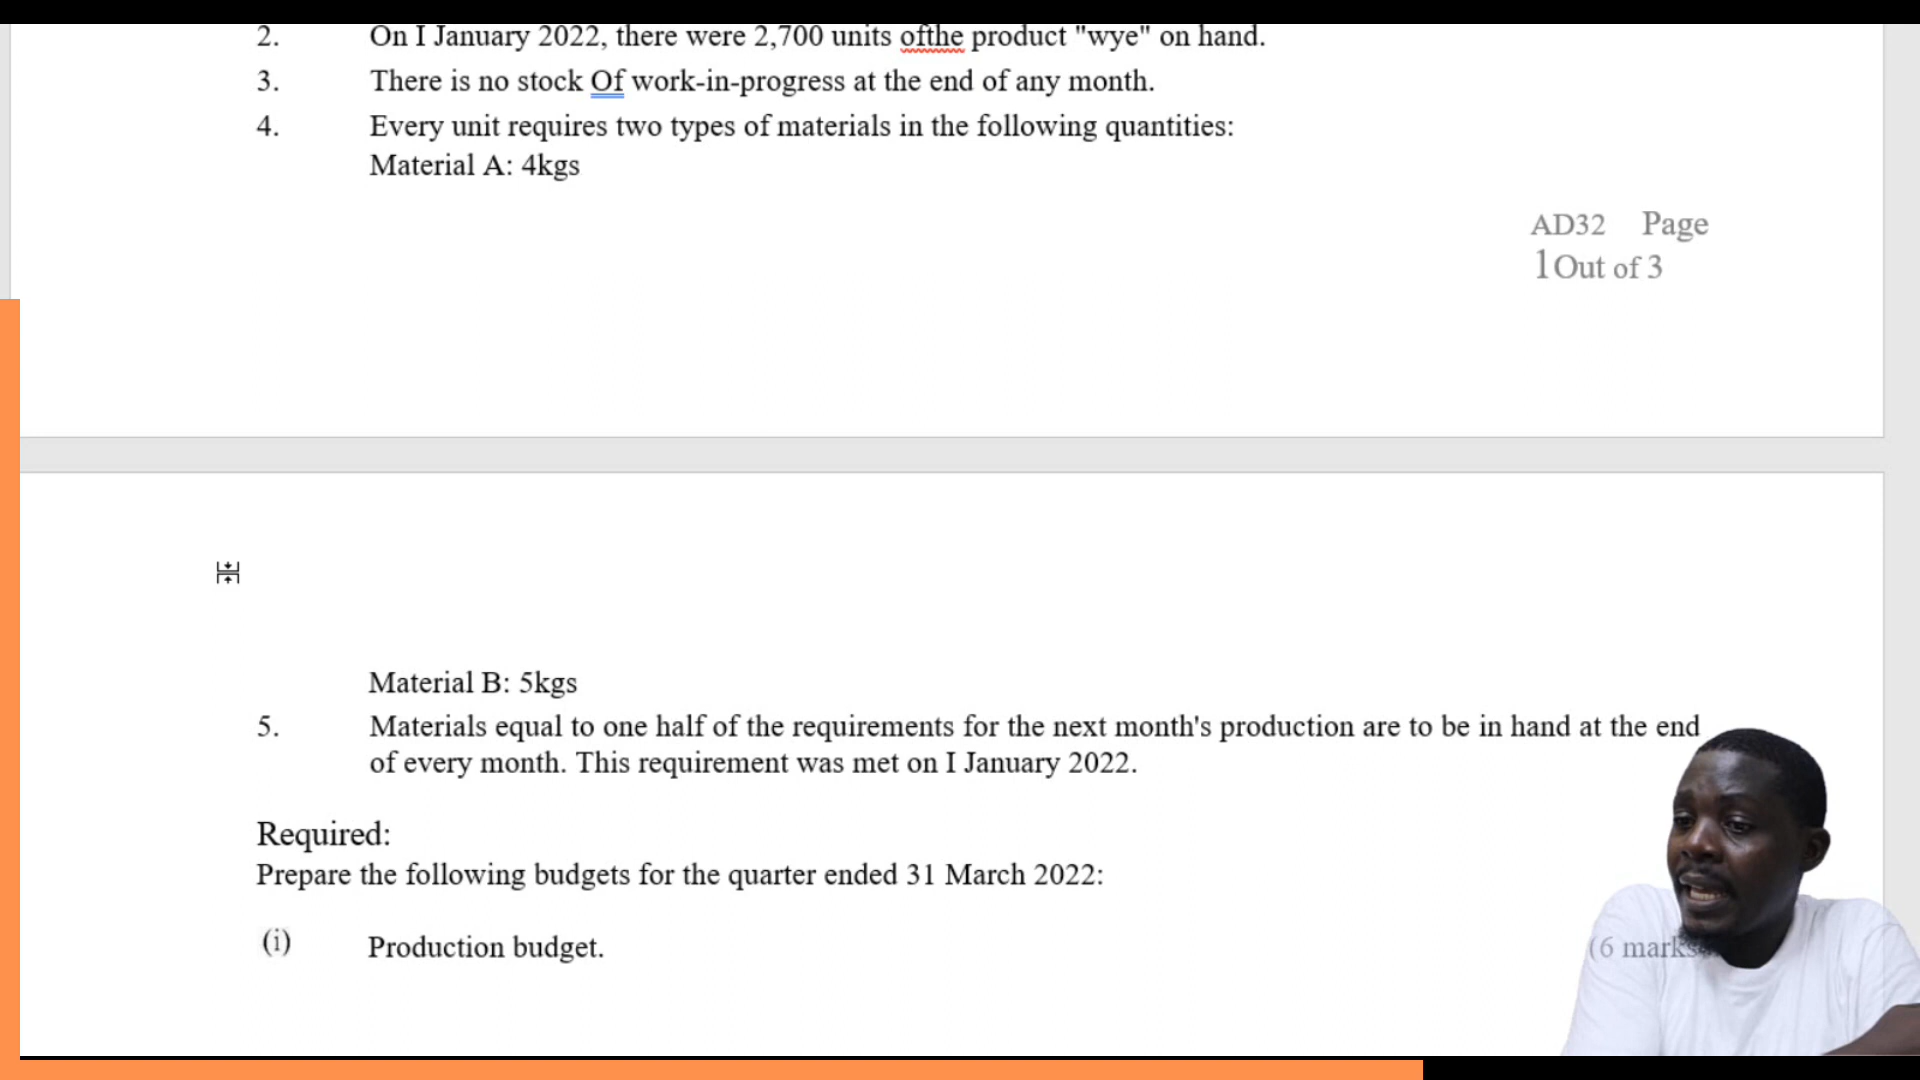 2. On I January 2022, there were 2,700 units ofthe product "wye" on hand.
3. There is no stock Of work-in-progress at the end of any month.
4. Every unit requires two types of materials in the following quantities:
Material A: 4kgs
AD32 Page
1Out of 3
Material B: 5kgs
5. Materials equal to one half of the requirements for the next month's production are to be in hand at the end
of every month. This requirement was met on I January 2022.
Required:
Prepare the following budgets for the quarter ended 31 March 2022:
(i) Production budget. (6 marks